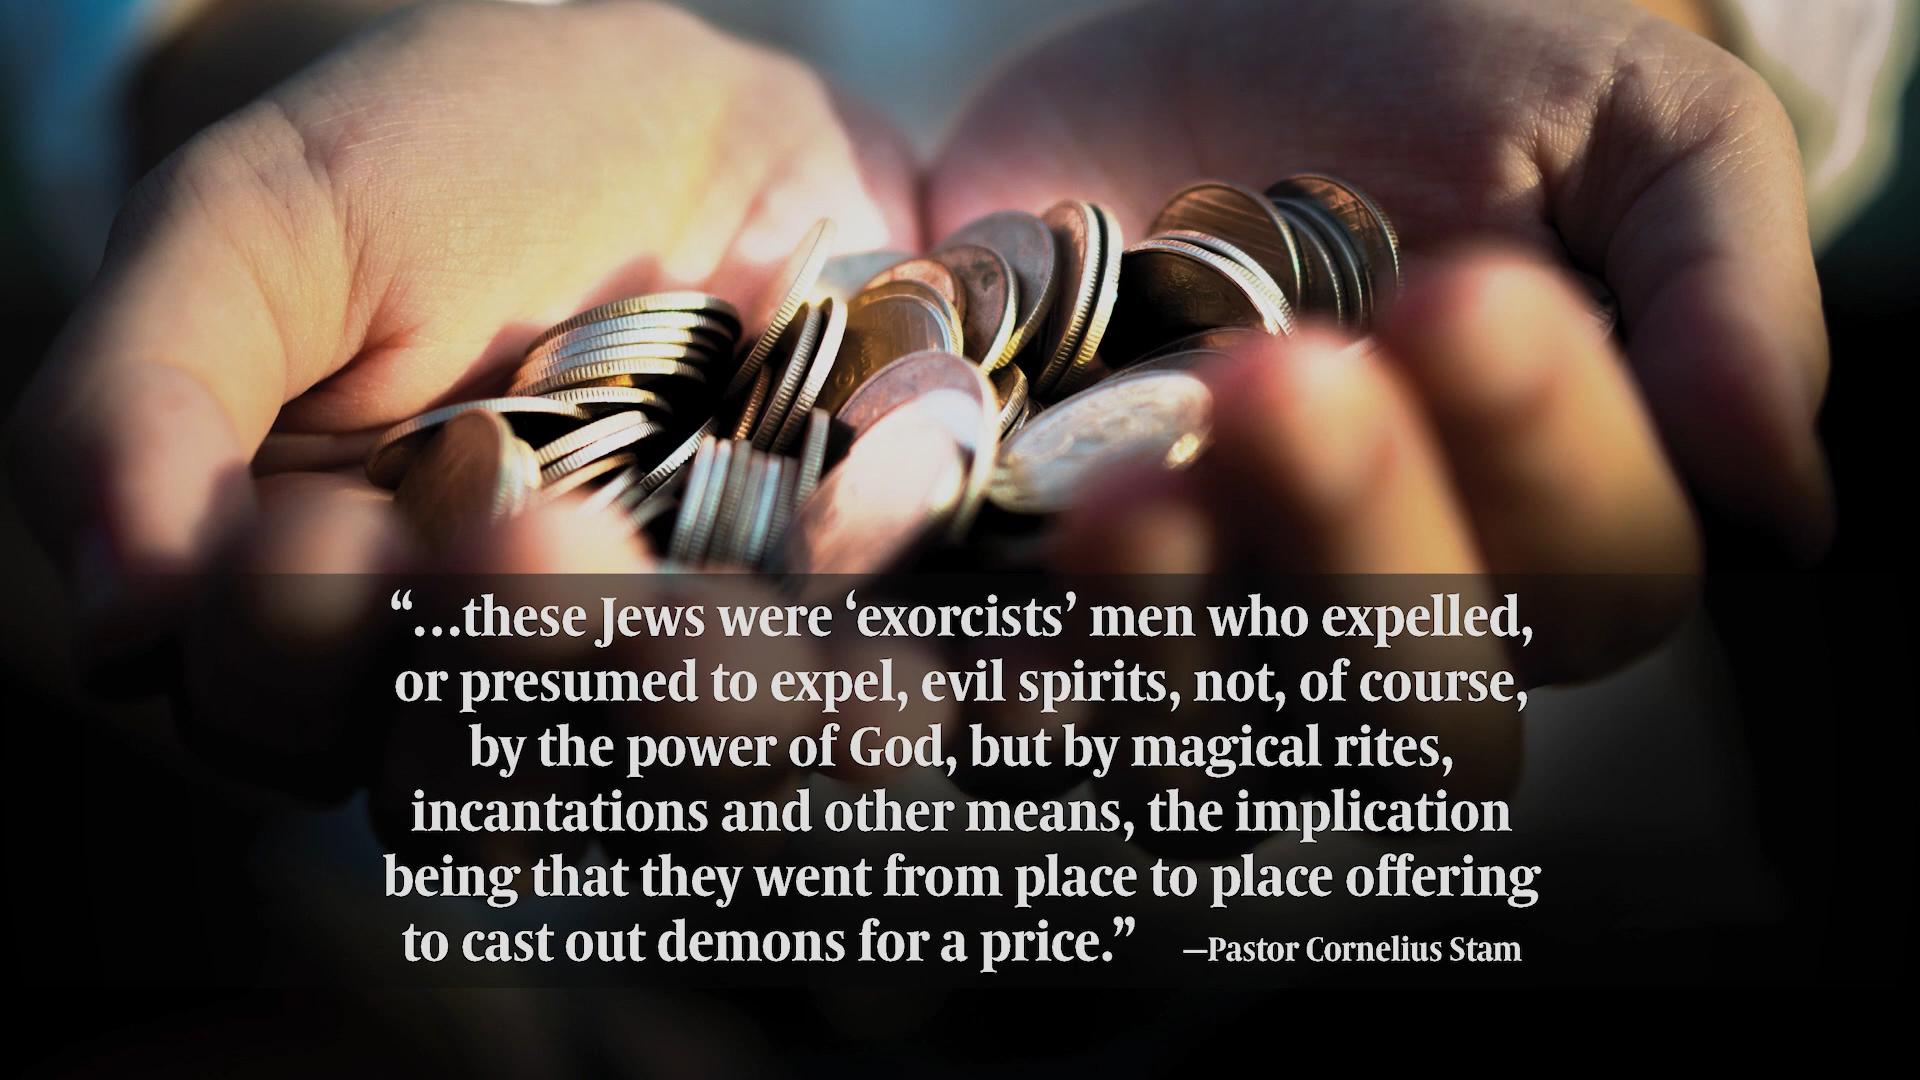 “…these Jews were ‘exorcists’ men who expelled,
or presumed to expel, evil spirits, not, of course,
by the power of God, but by magical rites,
incantations and other means, the implication
being that they went from place to place offering
to cast out demons for a price.” –Pastor Cornelius Stam